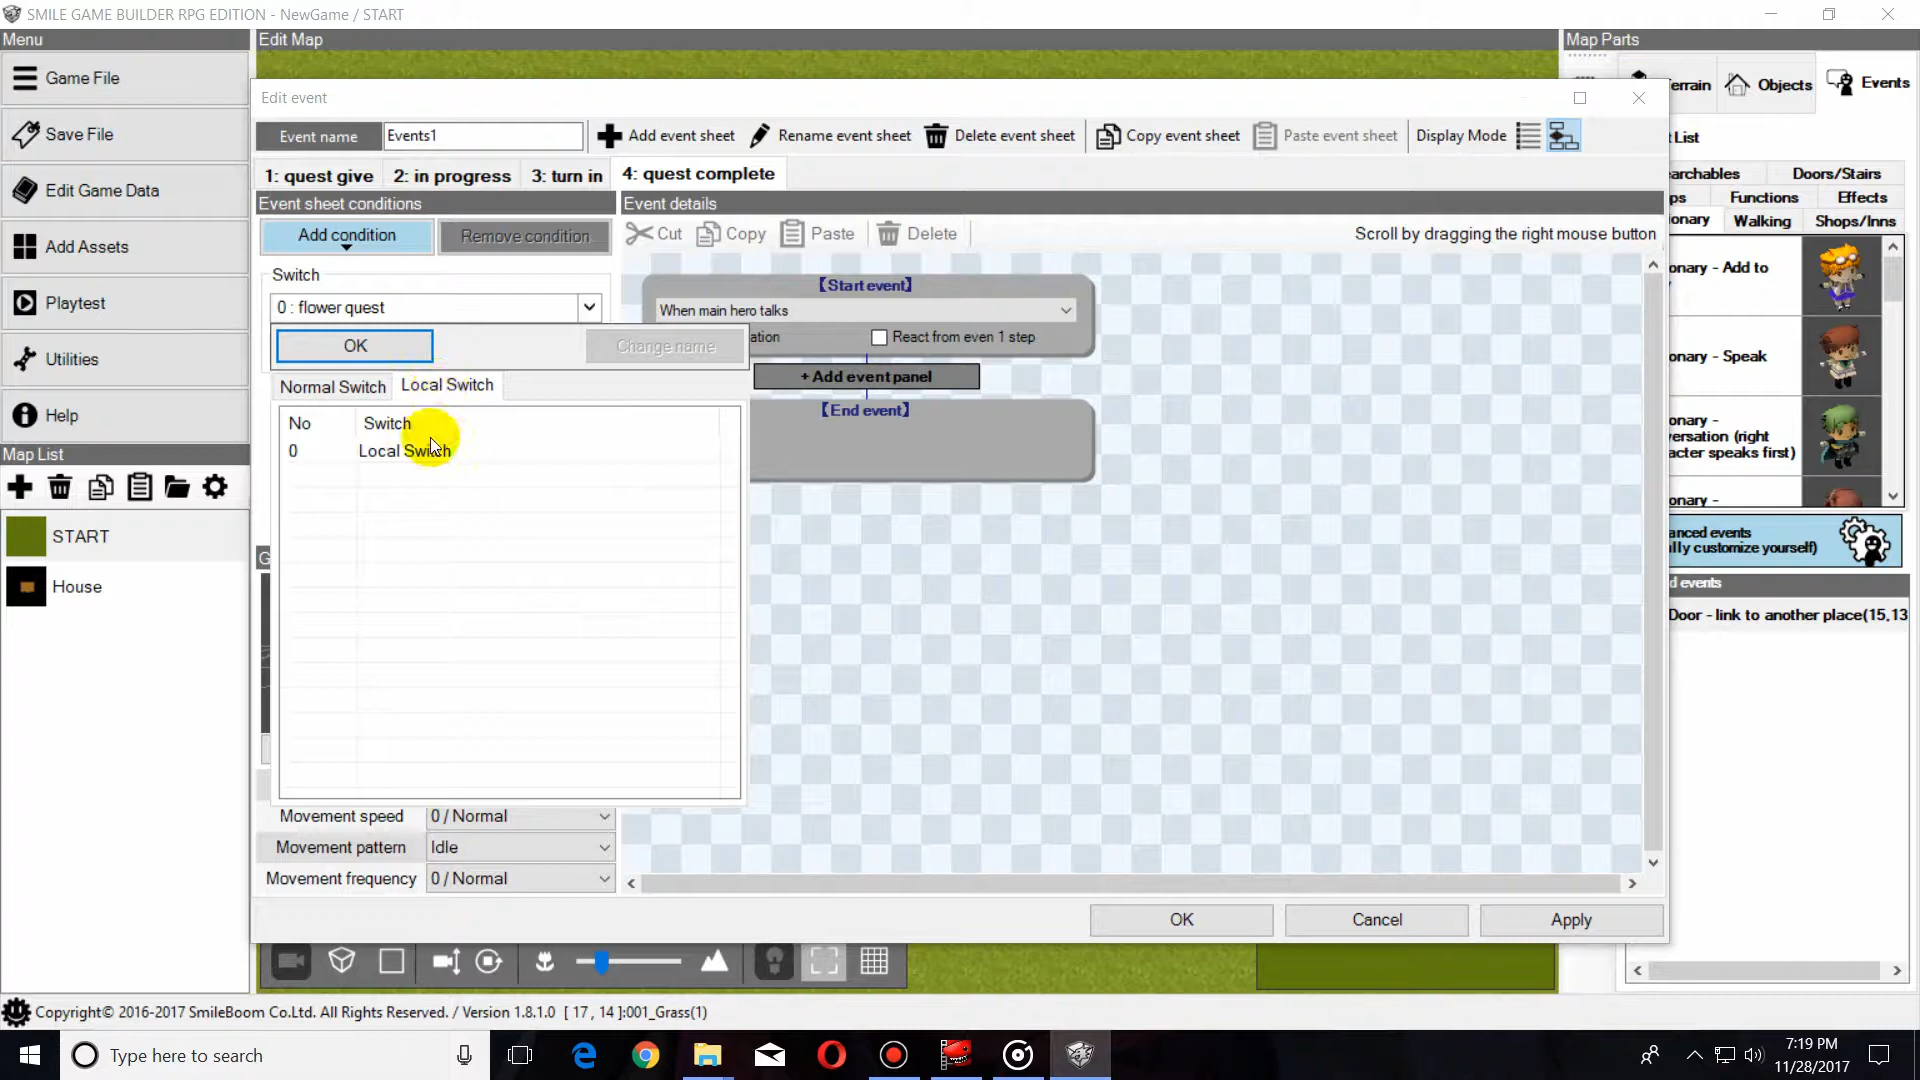 SMILE GAME BUILDER RPG EDITION - NewGame / START
Menu
Game File
Save File
Edit Game Data
Add Assets
Playtest
Utilities
Help
Map List
START
House
Edit Map
Edit event
Event name
Events1
Add event sheet
Rename event sheet
Delete event sheet
Copy event sheet
Paste event sheet
Display Mode
1: quest give
2: in progress
3: turn in
4: quest complete
Event sheet conditions
Add condition
Remove condition
Switch
0 : flower quest
OK
Change name
Normal Switch
Local Switch
No Switch
0 Local Switch
Movement speed 0 / Normal
Movement pattern Idle
Movement frequency 0 / Normal
Event details
Cut
Copy
Paste
Delete
Scroll by dragging the right mouse button
【Start event】
When main hero talks
ation
React from even 1 step
+ Add event panel
【End event】
OK
Cancel
Apply
Map Parts
errain
Objects
Events
List
earchables
Doors/Stairs
ps
Functions
Effects
onary
Walking
Shops/Inns
onary - Add to
onary - Speak
onary -
versation (right
acter speaks first)
onary -
anced events
lly customize yourself)
d events
Door - link to another place(15,13
Copyright© 2016-2017 SmileBoom Co.Ltd. All Rights Reserved. / Version 1.8.1.0 [ 17 , 14 ]:001_Grass(1)
Type here to search
7:19 PM
11/28/2017